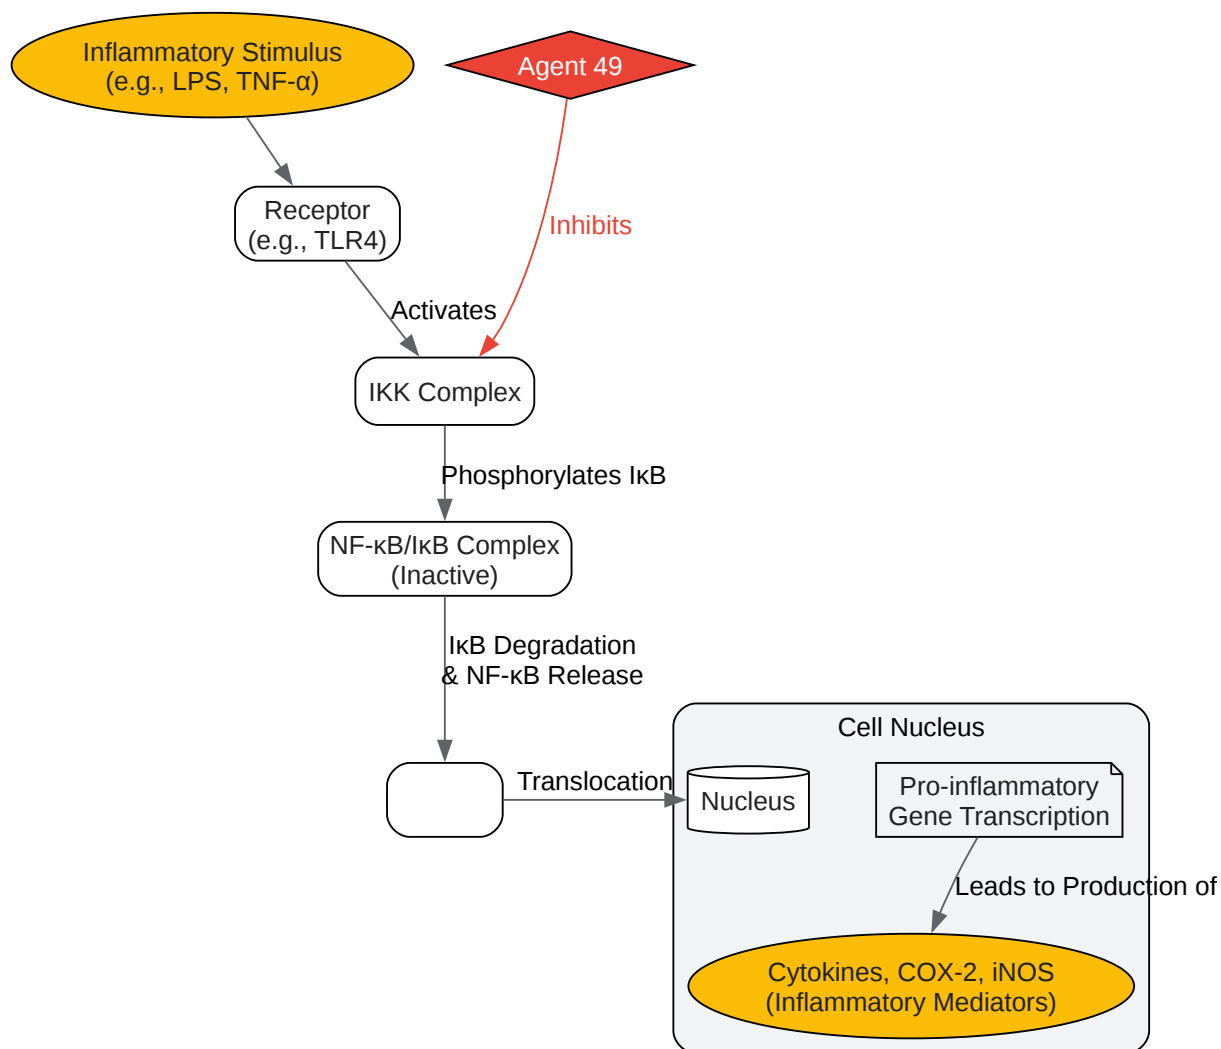 Inflammatory Stimulus
(e.g., LPS, TNF-α)
Agent 49
Receptor
(e.g., TLR4)
Inhibits
Activates
IKK Complex
Phosphorylates IκB
NF-κB/IκB Complex
(Inactive)
IκB Degradation
& NF-κB Release
Cell Nucleus
Translocation
Nucleus
Pro-inflammatory
Gene Transcription
Leads to Production of
Cytokines, COX-2, iNOS
(Inflammatory Mediators)